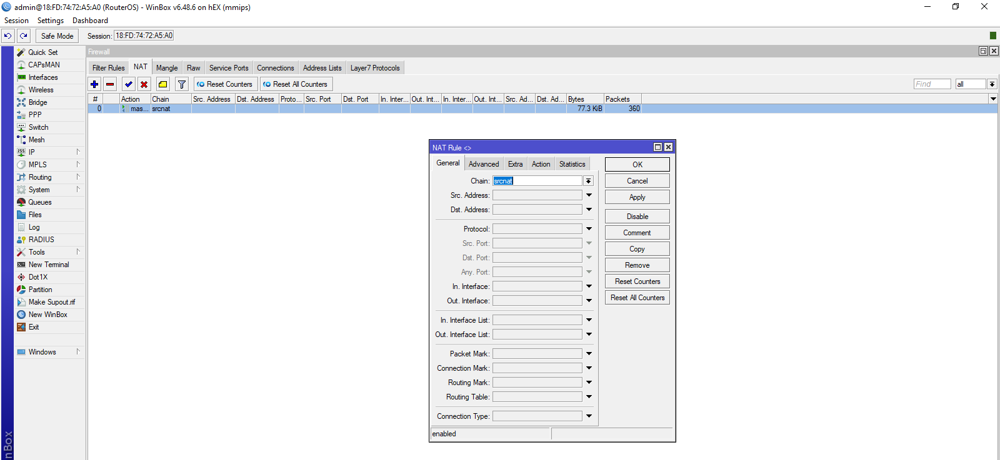 admin@18:FD:74:72:A5:A0 (RouterOS) - WinBox v6.48.6 on hEX (mmips)
Session Settings Dashboard
Safe Mode Session: 18:FD:74:72:A5:A0
Quick Set
CAPsMAN
Interfaces
Wireless
Bridge
PPP
Switch
Mesh
IP
MPLS
Routing
System
Queues
Files
Log
RADIUS
Tools
New Terminal
Dot1X
Partition
Make Supout.rif
New WinBox
Exit
Windows
nBox
Firewall
Filter Rules NAT Mangle Raw Service Ports Connections Address Lists Layer7 Protocols
Reset Counters Reset All Counters Find all
# Action Chain Src. Address Dst. Address Proto... Src. Port Dst. Port In. Inter... Out. Int... In. Inter... Out. Int... Src. Ad... Dst. Ad... Bytes Packets
0 mas... srcnat 77.3 KiB 360
NAT Rule <>
General Advanced Extra Action Statistics
Chain: srcnat
Src. Address:
Dst. Address:
Protocol:
Src. Port:
Dst. Port:
Any. Port:
In. Interface:
Out. Interface:
In. Interface List:
Out. Interface List:
Packet Mark:
Connection Mark:
Routing Mark:
Routing Table:
Connection Type:
OK
Cancel
Apply
Disable
Comment
Copy
Remove
Reset Counters
Reset All Counters
enabled